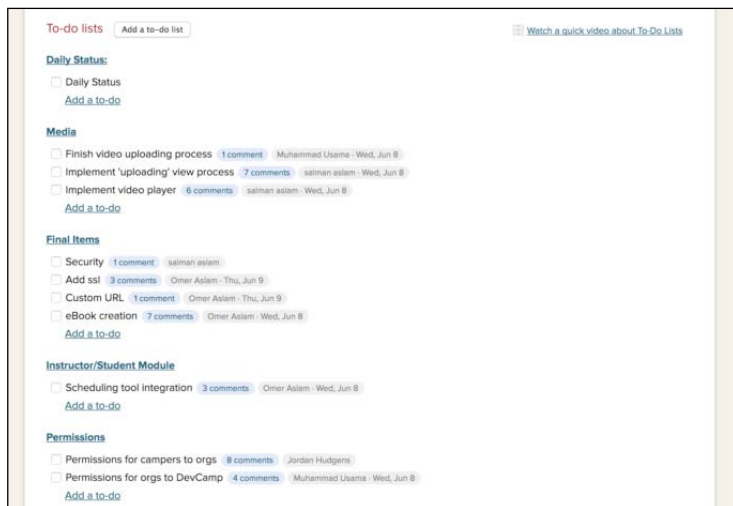 To-do lists Add a to-do list Watch a quick video about To-Do Lists
Daily Status:
Daily Status
Add a to-do
Media
Finish video uploading process 1 comment Muhammad Usama · Wed, Jun 8
Implement 'uploading' view process 7 comments salman aslam · Wed, Jun 8
Implement video player 6 comments salman aslam · Wed, Jun 8
Add a to-do
Final Items
Security 1 comment salman aslam
Add ssl 3 comments Omer Aslam · Thu, Jun 9
Custom URL 1 comment Omer Aslam · Thu, Jun 9
eBook creation 7 comments Omer Aslam · Wed, Jun 8
Add a to-do
Instructor/Student Module
Scheduling tool integration 3 comments Omer Aslam · Wed, Jun 8
Add a to-do
Permissions
Permissions for campers to orgs 8 comments Jordan Hudgens
Permissions for orgs to DevCamp 4 comments Muhammad Usama · Wed, Jun 8
Add a to-do